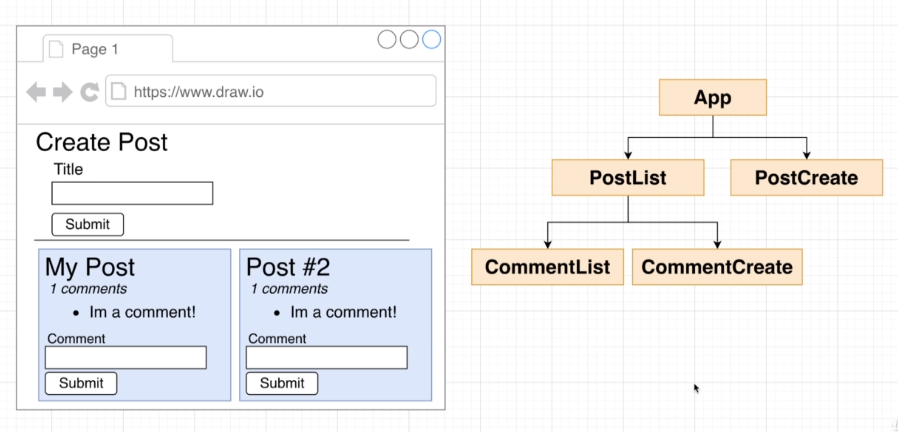 Page 1
https://www.draw.io
Create Post
Title
Submit
My Post
1 comments
• Im a comment!
Comment
Submit
Post #2
1 comments
• Im a comment!
Comment
Submit
App
PostList
PostCreate
CommentList
CommentCreate